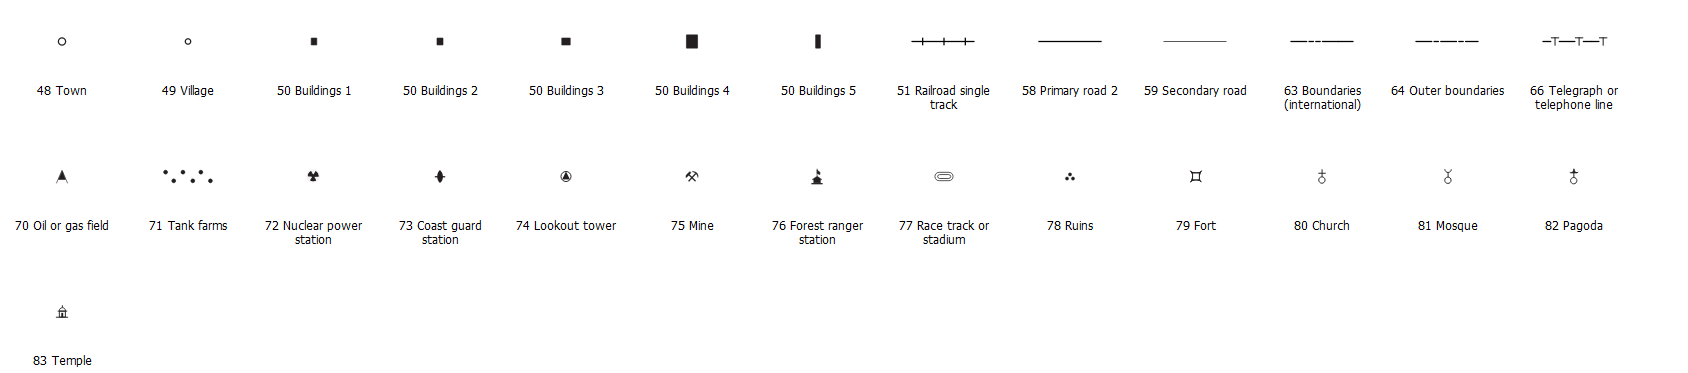 48 Town
49 Village
50 Buildings 1
50 Buildings 2
50 Buildings 3
50 Buildings 4
50 Buildings 5
51 Railroad single
track
58 Primary road 2
59 Secondary road
63 Boundaries
(international)
64 Outer boundaries
66 Telegraph or
telephone line
70 Oil or gas field
71 Tank farms
72 Nuclear power
station
73 Coast guard
station
74 Lookout tower
75 Mine
76 Forest ranger
station
77 Race track or
stadium
78 Ruins
79 Fort
80 Church
81 Mosque
82 Pagoda
83 Temple